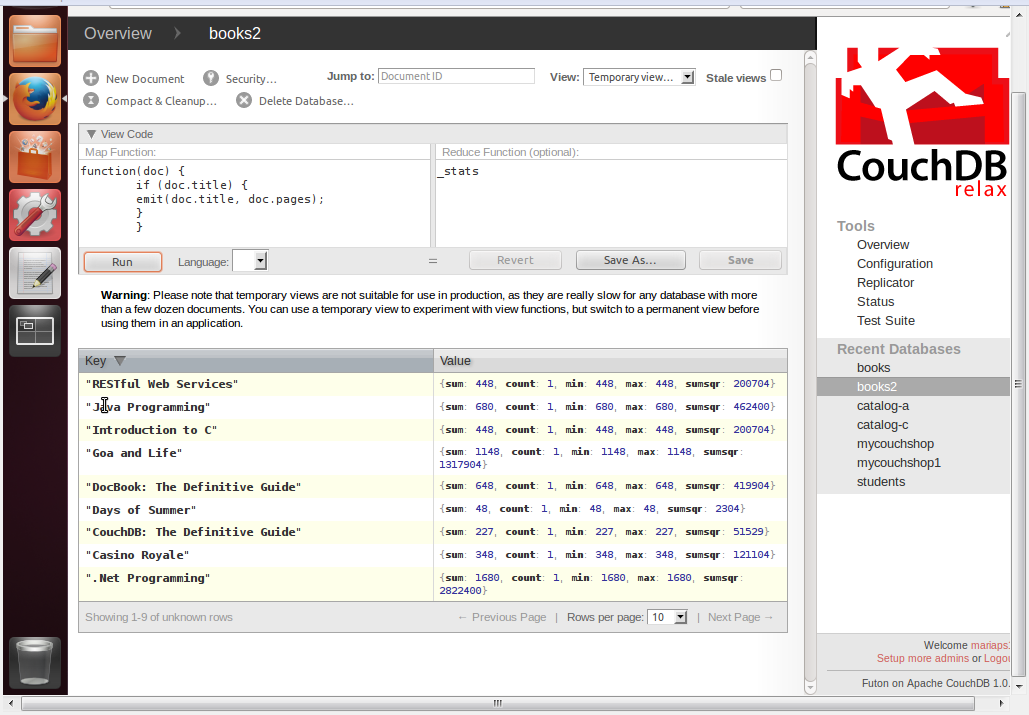 Overview books2
New Document Security…
Jump to: Document ID View: Temporary view… Stale views
Compact & Cleanup… Delete Database…
View Code
Map Function:
function(doc) {
if (doc.title) {
emit(doc.title, doc.pages);
}
}
Reduce Function (optional):
_stats
Run Language: = Revert Save As… Save
Warning: Please note that temporary views are not suitable for use in production, as they are really slow for any database with more
than a few dozen documents. You can use a temporary view to experiment with view functions, but switch to a permanent view before
using them in an application.
Key Value
"RESTful Web Services" {sum: 448, count: 1, min: 448, max: 448, sumsqr: 200704}
"Java Programming" {sum: 680, count: 1, min: 680, max: 680, sumsqr: 462400}
"Introduction to C" {sum: 448, count: 1, min: 448, max: 448, sumsqr: 200704}
"Goa and Life" {sum: 1148, count: 1, min: 1148, max: 1148, sumsqr:
1317904}
"DocBook: The Definitive Guide" {sum: 648, count: 1, min: 648, max: 648, sumsqr: 419904}
"Days of Summer" {sum: 48, count: 1, min: 48, max: 48, sumsqr: 2304}
"CouchDB: The Definitive Guide" {sum: 227, count: 1, min: 227, max: 227, sumsqr: 51529}
"Casino Royale" {sum: 348, count: 1, min: 348, max: 348, sumsqr: 121104}
".Net Programming" {sum: 1680, count: 1, min: 1680, max: 1680, sumsqr:
2822400}
Showing 1-9 of unknown rows ← Previous Page | Rows per page: 10 | Next Page →
CouchDB
relax
Tools
Overview
Configuration
Replicator
Status
Test Suite
Recent Databases
books
books2
catalog-a
catalog-c
mycouchshop
mycouchshop1
students
Welcome mariaps
Setup more admins or Logou
Futon on Apache CouchDB 1.0.